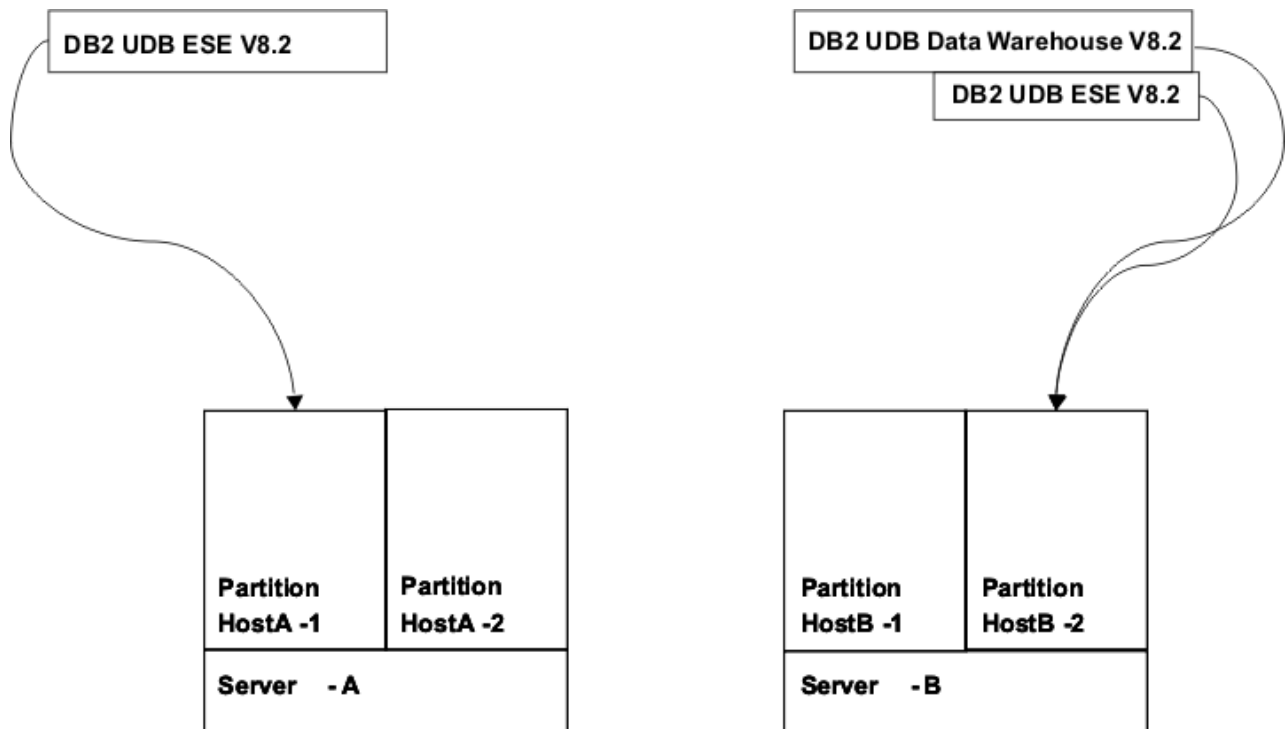 DB2 UDB ESE V8.2
DB2 UDB Data Warehouse V8.2
DB2 UDB ESE V8.2
Partition
HostA -1
Partition
HostA -2
Server - A
Partition
HostB -1
Partition
HostB -2
Server - B